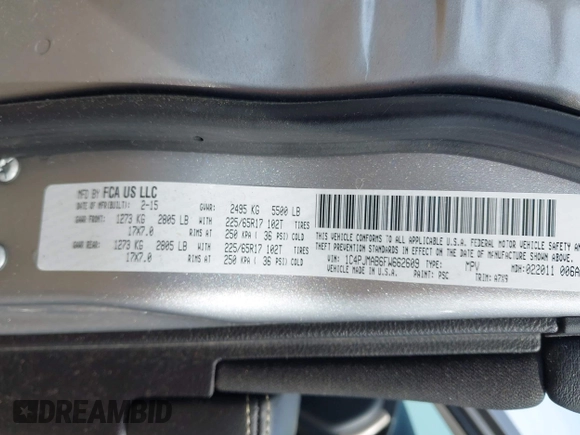 MFD BY FCA US LLC
DATE OF MFR(BUILT): 2-15 GVWR: 2495 KG 5500 LB
GAWR-FRONT: 1273 KG 2805 LB WITH 225/65R17 102T TIRES
17X7.0 RIMS AT 250 KPA ( 36 PSI) COLD
GAWR REAR: 1273 KG 2805 LB WITH 225/65R17 102T TIRES
17X7.0 RIMS AT 250 KPA ( 36 PSI) COLD
THIS VEHICLE CONFORMS TO ALL APPLICABLE U.S.A. FEDERAL MOTOR VEHICLE SAFETY
BUMPER AND THEFT PREVENTION STANDARDS IN EFFECT ON THE DATE OF MANUFACTURE SHOWN ABOVE.
VIN: 1C4PJMAB6FW662609 TYPE: MPV MDH: 022011 006A
VEHICLE MADE IN U.S.A. PAINT: PSC TRIM: A7X9
DREAMBID